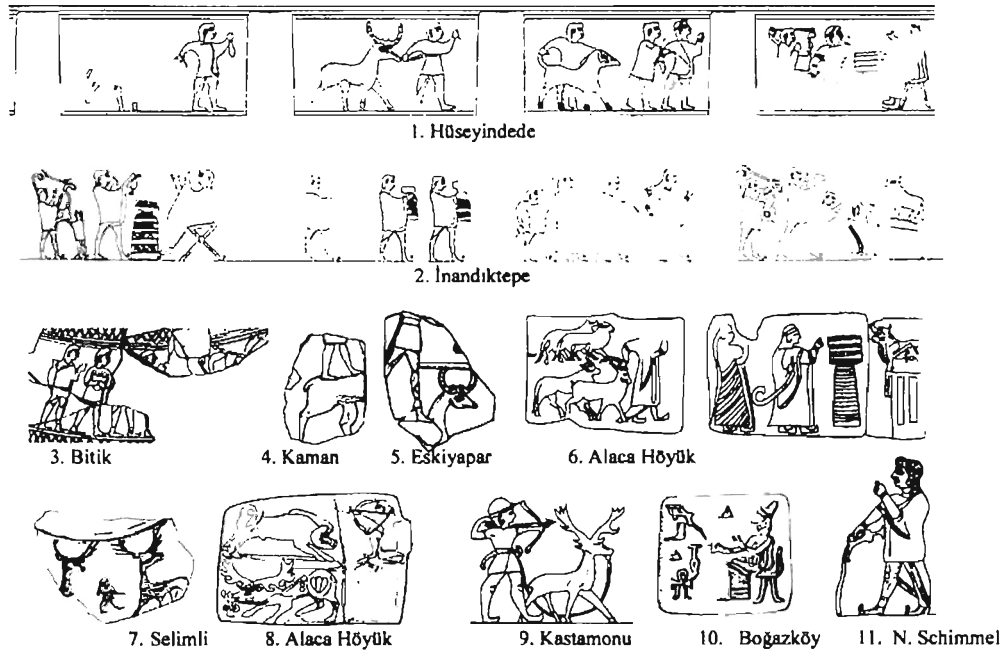 1. Hüseyindede
2. İnandıktepe
3. Bitik
4. Kaman
5. Eskiyapar
6. Alaca Höyük
7. Selimli
8. Alaca Höyük
9. Kastamonu
10. Boğazköy
11. N. Schimmel